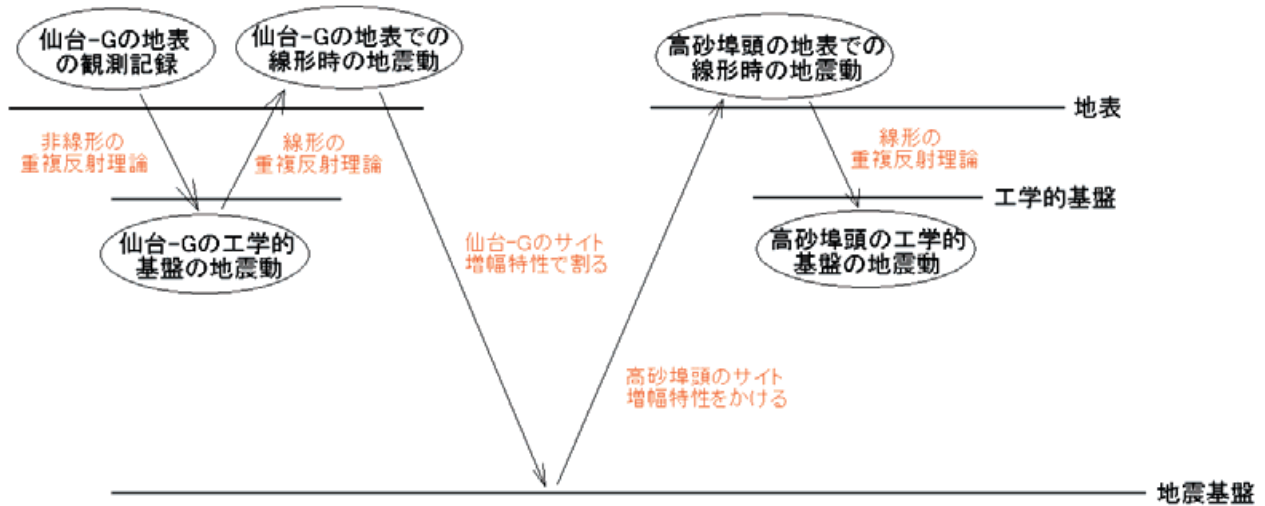 仙台-Gの地表
の観測記録
仙台-Gの地表での
線形時の地震動
高砂埠頭の地表での
線形時の地震動
地表
非線形の
重複反射理論
線形の
重複反射理論
線形の
重複反射理論
工学的基盤
仙台-Gの工学的
基盤の地震動
高砂埠頭の工学的
基盤の地震動
仙台-Gのサイト
増幅特性で割る
高砂埠頭のサイト
増幅特性をかける
地震基盤